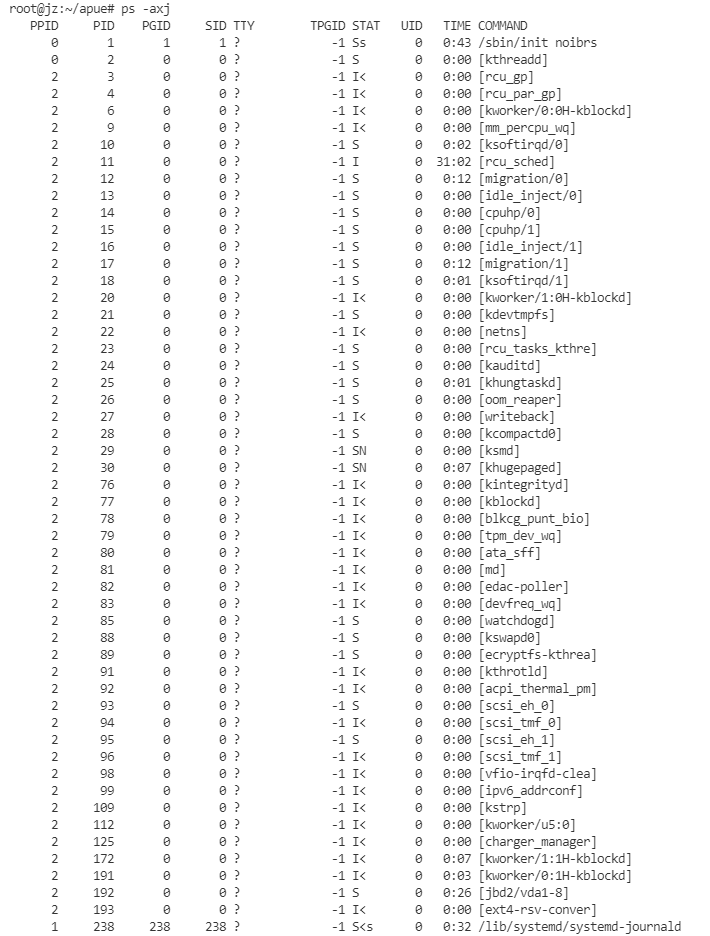 root@jz:~/apue# ps -axj
PPID PID PGID SID TTY TPGID STAT UID TIME COMMAND
0 1 1 1 ? -1 Ss 0 0:43 /sbin/init noibrs
0 2 0 0 ? -1 S 0 0:00 [kthreadd]
2 3 0 0 ? -1 I< 0 0:00 [rcu_gp]
2 4 0 0 ? -1 I< 0 0:00 [rcu_par_gp]
2 6 0 0 ? -1 I< 0 0:00 [kworker/0:0H-kblockd]
2 9 0 0 ? -1 I< 0 0:00 [mm_percpu_wq]
2 10 0 0 ? -1 S 0 0:02 [ksoftirqd/0]
2 11 0 0 ? -1 I 0 31:02 [rcu_sched]
2 12 0 0 ? -1 S 0 0:12 [migration/0]
2 13 0 0 ? -1 S 0 0:00 [idle_inject/0]
2 14 0 0 ? -1 S 0 0:00 [cpuhp/0]
2 15 0 0 ? -1 S 0 0:00 [cpuhp/1]
2 16 0 0 ? -1 S 0 0:00 [idle_inject/1]
2 17 0 0 ? -1 S 0 0:12 [migration/1]
2 18 0 0 ? -1 S 0 0:01 [ksoftirqd/1]
2 20 0 0 ? -1 I< 0 0:00 [kworker/1:0H-kblockd]
2 21 0 0 ? -1 S 0 0:00 [kdevtmpfs]
2 22 0 0 ? -1 I< 0 0:00 [netns]
2 23 0 0 ? -1 S 0 0:00 [rcu_tasks_kthre]
2 24 0 0 ? -1 S 0 0:00 [kauditd]
2 25 0 0 ? -1 S 0 0:01 [khungtaskd]
2 26 0 0 ? -1 S 0 0:00 [oom_reaper]
2 27 0 0 ? -1 I< 0 0:00 [writeback]
2 28 0 0 ? -1 S 0 0:00 [kcompactd0]
2 29 0 0 ? -1 SN 0 0:00 [ksmd]
2 30 0 0 ? -1 SN 0 0:07 [khugepaged]
2 76 0 0 ? -1 I< 0 0:00 [kintegrityd]
2 77 0 0 ? -1 I< 0 0:00 [kblockd]
2 78 0 0 ? -1 I< 0 0:00 [blkcg_punt_bio]
2 79 0 0 ? -1 I< 0 0:00 [tpm_dev_wq]
2 80 0 0 ? -1 I< 0 0:00 [ata_sff]
2 81 0 0 ? -1 I< 0 0:00 [md]
2 82 0 0 ? -1 I< 0 0:00 [edac-poller]
2 83 0 0 ? -1 I< 0 0:00 [devfreq_wq]
2 85 0 0 ? -1 S 0 0:00 [watchdogd]
2 88 0 0 ? -1 S 0 0:00 [kswapd0]
2 89 0 0 ? -1 S 0 0:00 [ecryptfs-kthrea]
2 91 0 0 ? -1 I< 0 0:00 [kthrotld]
2 92 0 0 ? -1 I< 0 0:00 [acpi_thermal_pm]
2 93 0 0 ? -1 S 0 0:00 [scsi_eh_0]
2 94 0 0 ? -1 I< 0 0:00 [scsi_tmf_0]
2 95 0 0 ? -1 S 0 0:00 [scsi_eh_1]
2 96 0 0 ? -1 I< 0 0:00 [scsi_tmf_1]
2 98 0 0 ? -1 I< 0 0:00 [vfio-irqfd-clea]
2 99 0 0 ? -1 I< 0 0:00 [ipv6_addrconf]
2 109 0 0 ? -1 I< 0 0:00 [kstrp]
2 112 0 0 ? -1 I< 0 0:00 [kworker/u5:0]
2 125 0 0 ? -1 I< 0 0:00 [charger_manager]
2 172 0 0 ? -1 I< 0 0:07 [kworker/1:1H-kblockd]
2 191 0 0 ? -1 I< 0 0:03 [kworker/0:1H-kblockd]
2 192 0 0 ? -1 S 0 0:26 [jbd2/vda1-8]
2 193 0 0 ? -1 I< 0 0:00 [ext4-rsv-conver]
1 238 238 238 ? -1 S<s 0 0:32 /lib/systemd/systemd-journald